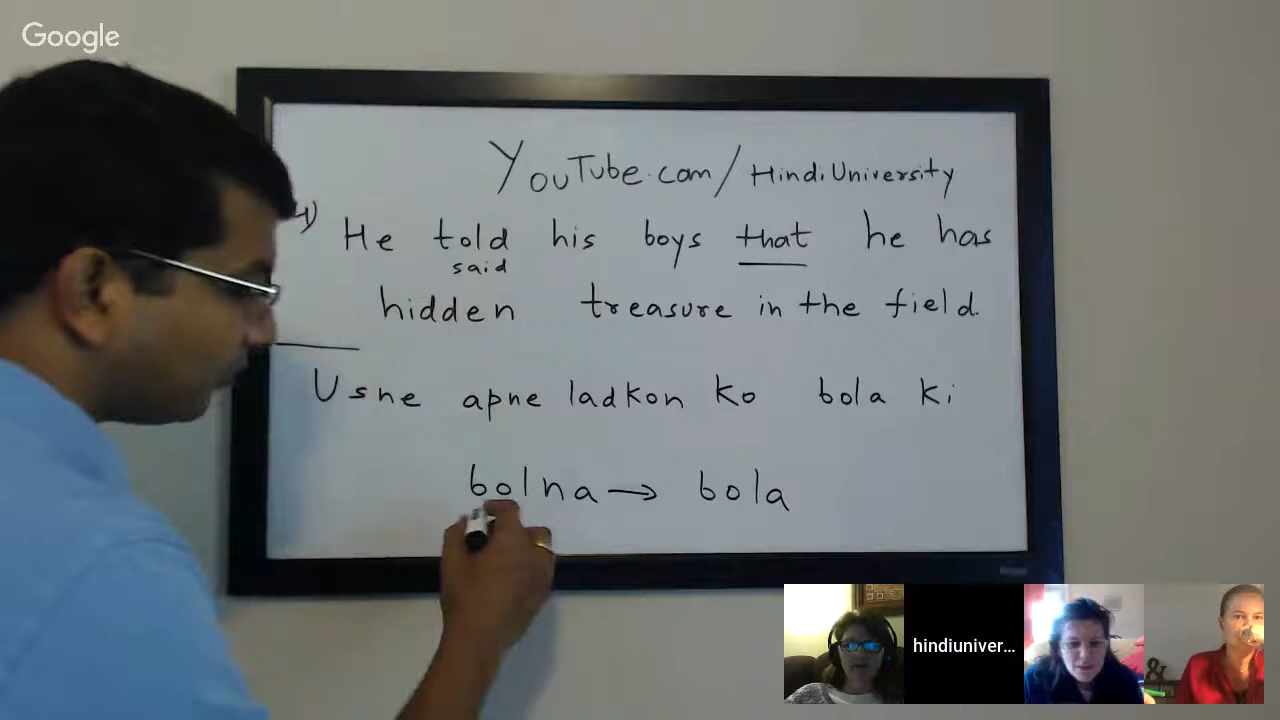 Google
YouTube.com/HindiUniversity
He told his boys that he has
said
hidden treasure in the field.
Usne apne ladkon ko bola ki
bolna → bola
hindiuniver...
&